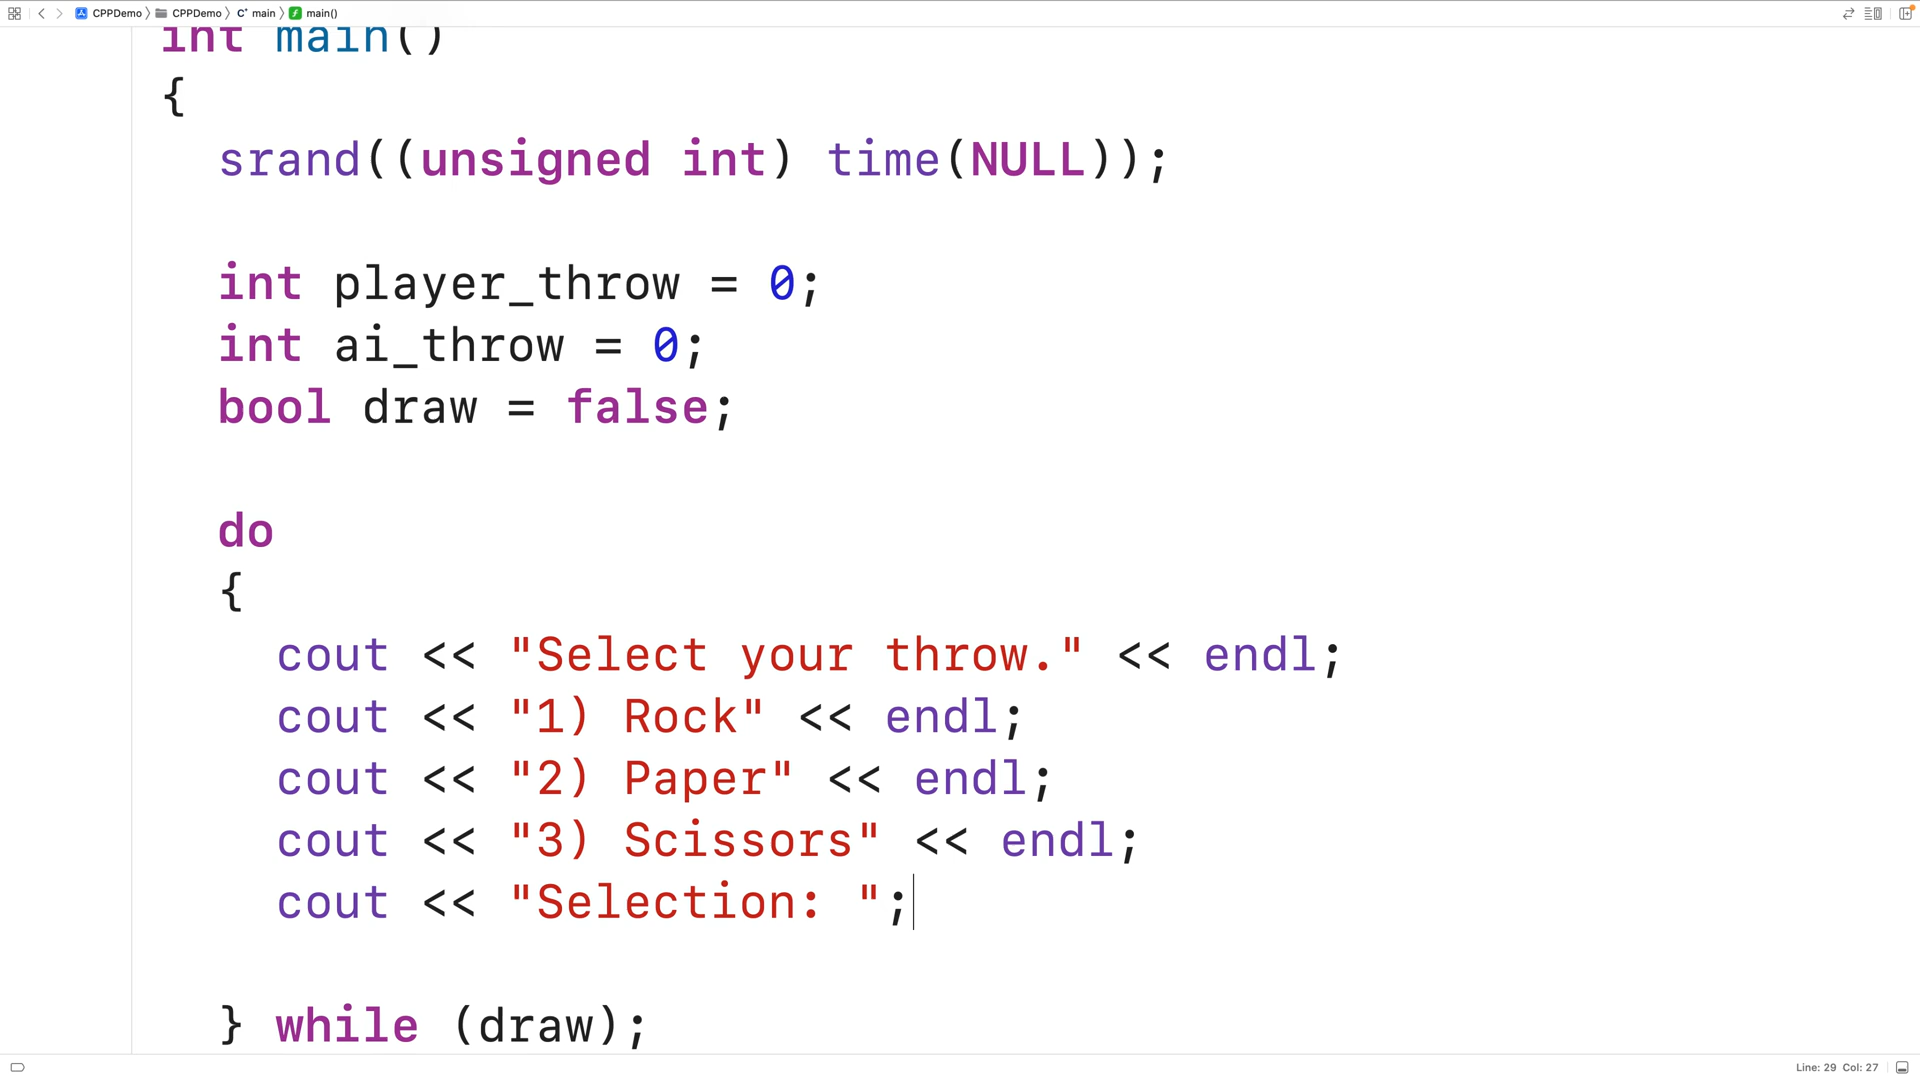 CPPDemo CPPDemo C+ main f main()
int main()
{
srand((unsigned int) time(NULL));
int player_throw = 0;
int ai_throw = 0;
bool draw = false;
do
{
cout << "Select your throw." << endl;
cout << "1) Rock" << endl;
cout << "2) Paper" << endl;
cout << "3) Scissors" << endl;
cout << "Selection: ";
} while (draw);
Line: 29 Col: 27